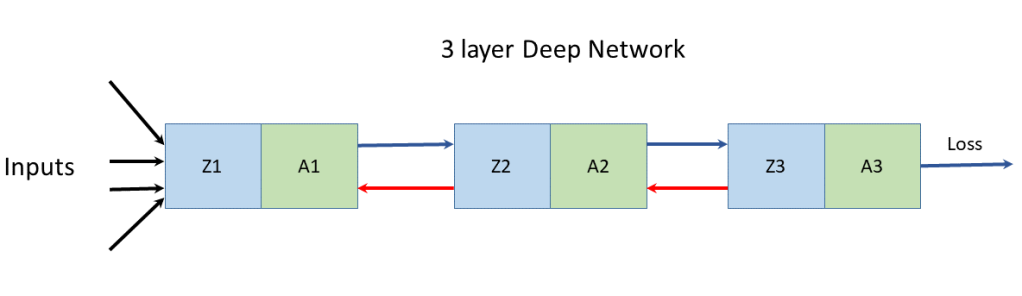 3 layer Deep Network
Inputs
Z1
A1
Z2
A2
Z3
A3
Loss